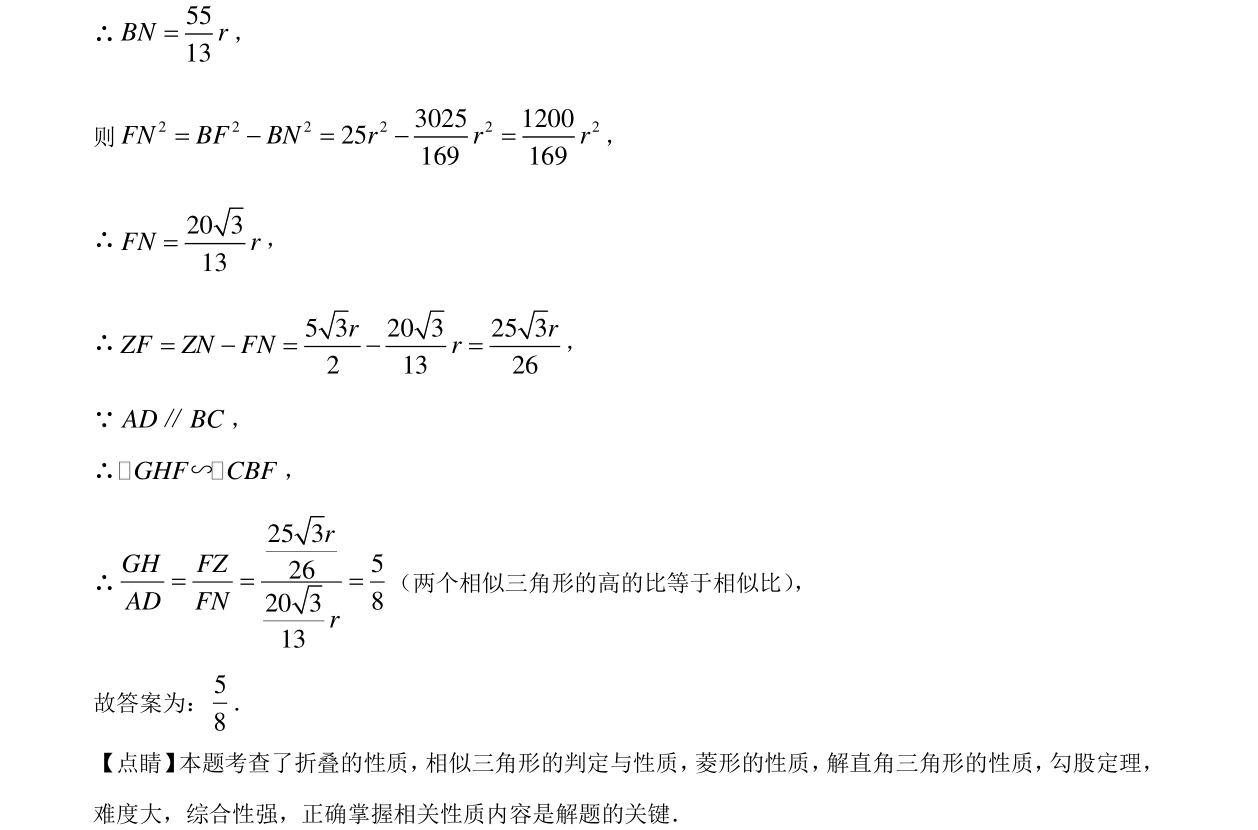 ∴ BN = 55/13 r，
则 FN² = BF² − BN² = 25r² − 3025/169 r² = 1200/169 r²，
∴ FN = 20√3/13 r，
∴ ZF = ZN − FN = 5√3r/2 − 20√3/13 r = 25√3r/26，
∵ AD∥BC，
∴□GHF∽□CBF，
∴ GH/AD = FZ/FN = (25√3r/26)/(20√3/13 r) = 5/8（两个相似三角形的高的比等于相似比），
故答案为：5/8．
【点睛】本题考查了折叠的性质，相似三角形的判定与性质，菱形的性质，解直角三角形的性质，勾股定理，
难度大，综合性强，正确掌握相关性质内容是解题的关键．